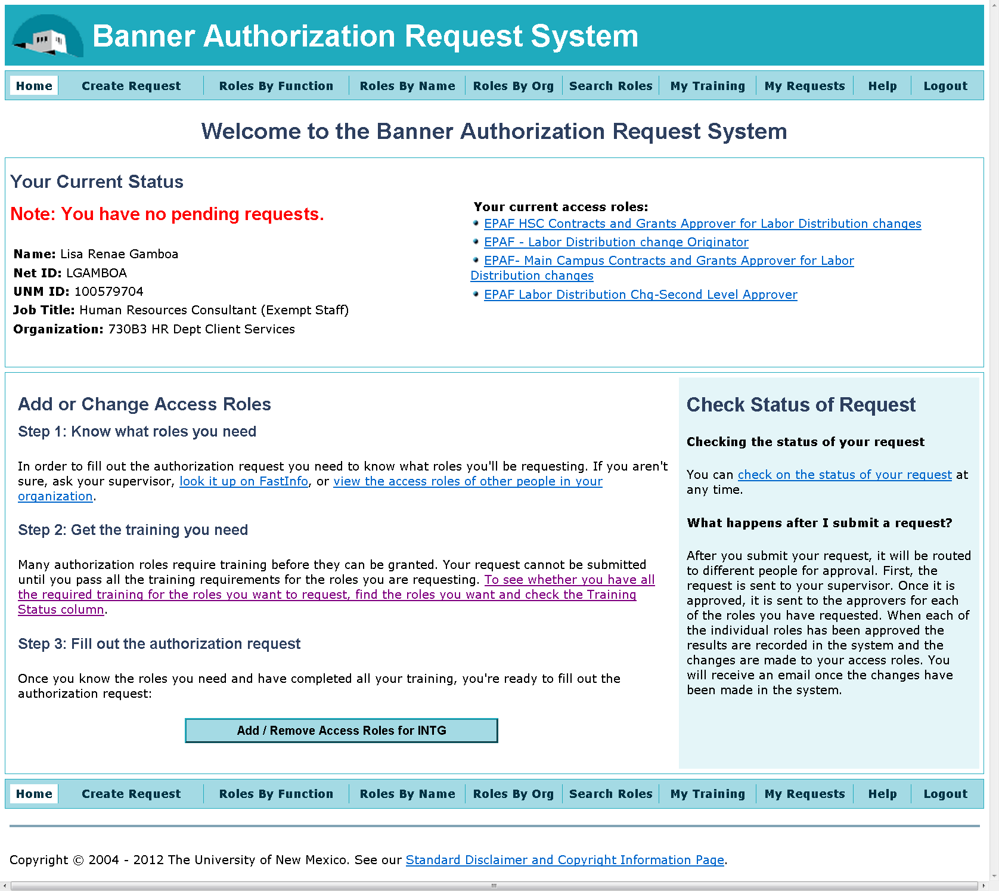 Banner Authorization Request System
Home Create Request Roles By Function Roles By Name Roles By Org Search Roles My Training My Requests Help Logout
Welcome to the Banner Authorization Request System
Your Current Status
Note: You have no pending requests.
Name: Lisa Renae Gamboa
Net ID: LGAMBOA
UNM ID: 100579704
Job Title: Human Resources Consultant (Exempt Staff)
Organization: 730B3 HR Dept Client Services
Your current access roles:
EPAF HSC Contracts and Grants Approver for Labor Distribution changes
EPAF - Labor Distribution change Originator
EPAF- Main Campus Contracts and Grants Approver for Labor
Distribution changes
EPAF Labor Distribution Chq-Second Level Approver
Add or Change Access Roles
Step 1: Know what roles you need
In order to fill out the authorization request you need to know what roles you'll be requesting. If you aren't
sure, ask your supervisor, look it up on FastInfo, or view the access roles of other people in your
organization.
Step 2: Get the training you need
Many authorization roles require training before they can be granted. Your request cannot be submitted
until you pass all the training requirements for the roles you are requesting. To see whether you have all
the required training for the roles you want to request, find the roles you want and check the Training
Status column.
Step 3: Fill out the authorization request
Once you know the roles you need and have completed all your training, you're ready to fill out the
authorization request:
Add / Remove Access Roles for INTG
Check Status of Request
Checking the status of your request
You can check on the status of your request at
any time.
What happens after I submit a request?
After you submit your request, it will be routed
to different people for approval. First, the
request is sent to your supervisor. Once it is
approved, it is sent to the approvers for each
of the roles you have requested. When each of
the individual roles has been approved the
results are recorded in the system and the
changes are made to your access roles. You
will receive an email once the changes have
been made in the system.
Home Create Request Roles By Function Roles By Name Roles By Org Search Roles My Training My Requests Help Logout
Copyright © 2004 - 2012 The University of New Mexico. See our Standard Disclaimer and Copyright Information Page.